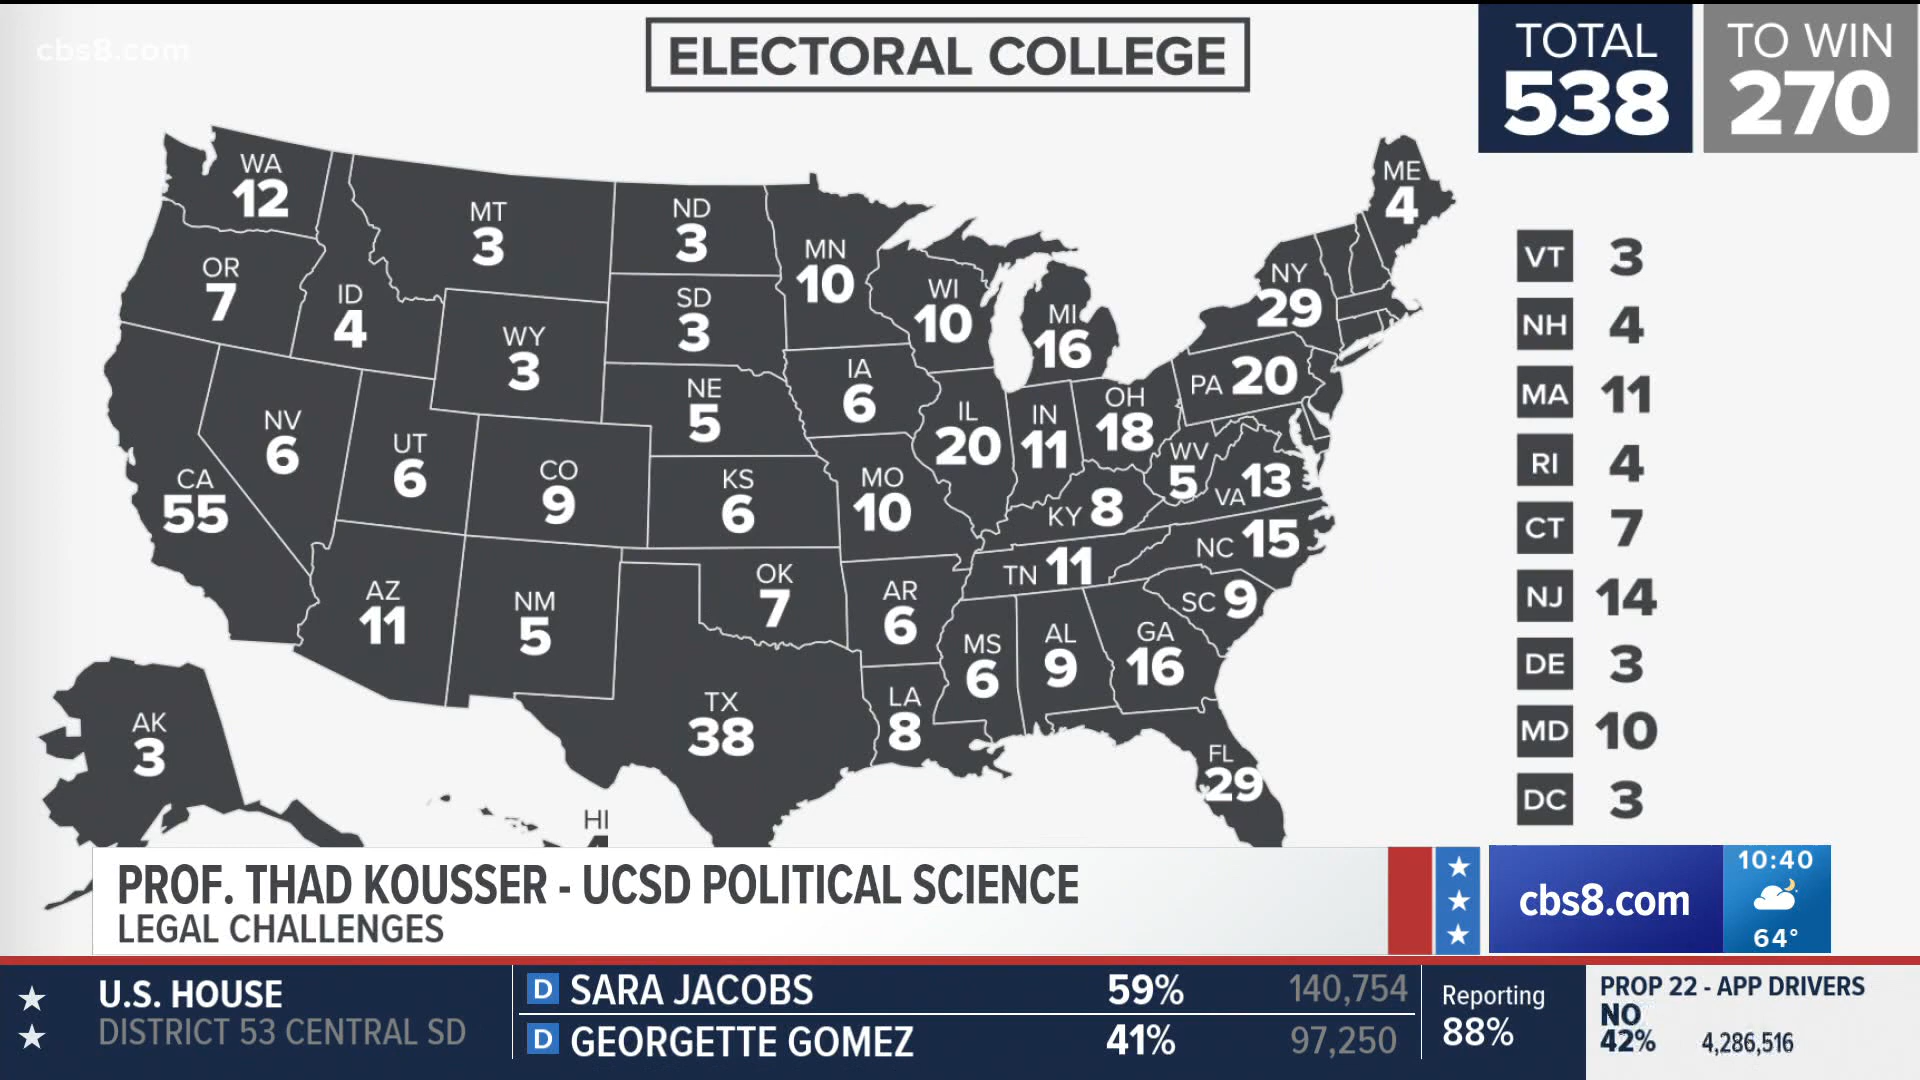 cbs8.com
ELECTORAL COLLEGE
TOTAL
538
TO WIN
270
WA
12
OR
7
CA
55
NV
6
ID
4
MT
3
WY
3
UT
6
CO
9
AZ
11
NM
5
ND
3
SD
3
NE
5
KS
6
OK
7
TX
38
MN
10
IA
6
MO
10
AR
6
LA
8
WI
10
IL
20
MI
16
IN
11
OH
18
KY 8
TN 11
MS
6
AL
9
GA
16
FL
29
SC 9
NC 15
VA 13
WV
5
PA 20
NY
29
ME
4
AK
3
HI
VT 3
NH 4
MA 11
RI 4
CT 7
NJ 14
DE 3
MD 10
DC 3
PROF. THAD KOUSSER - UCSD POLITICAL SCIENCE
LEGAL CHALLENGES
cbs8.com
10:40
64°
U.S. HOUSE
DISTRICT 53 CENTRAL SD
D SARA JACOBS 59% 140,754
D GEORGETTE GOMEZ 41% 97,250
Reporting
88%
PROP 22 - APP DRIVERS
NO
42% 4,286,516